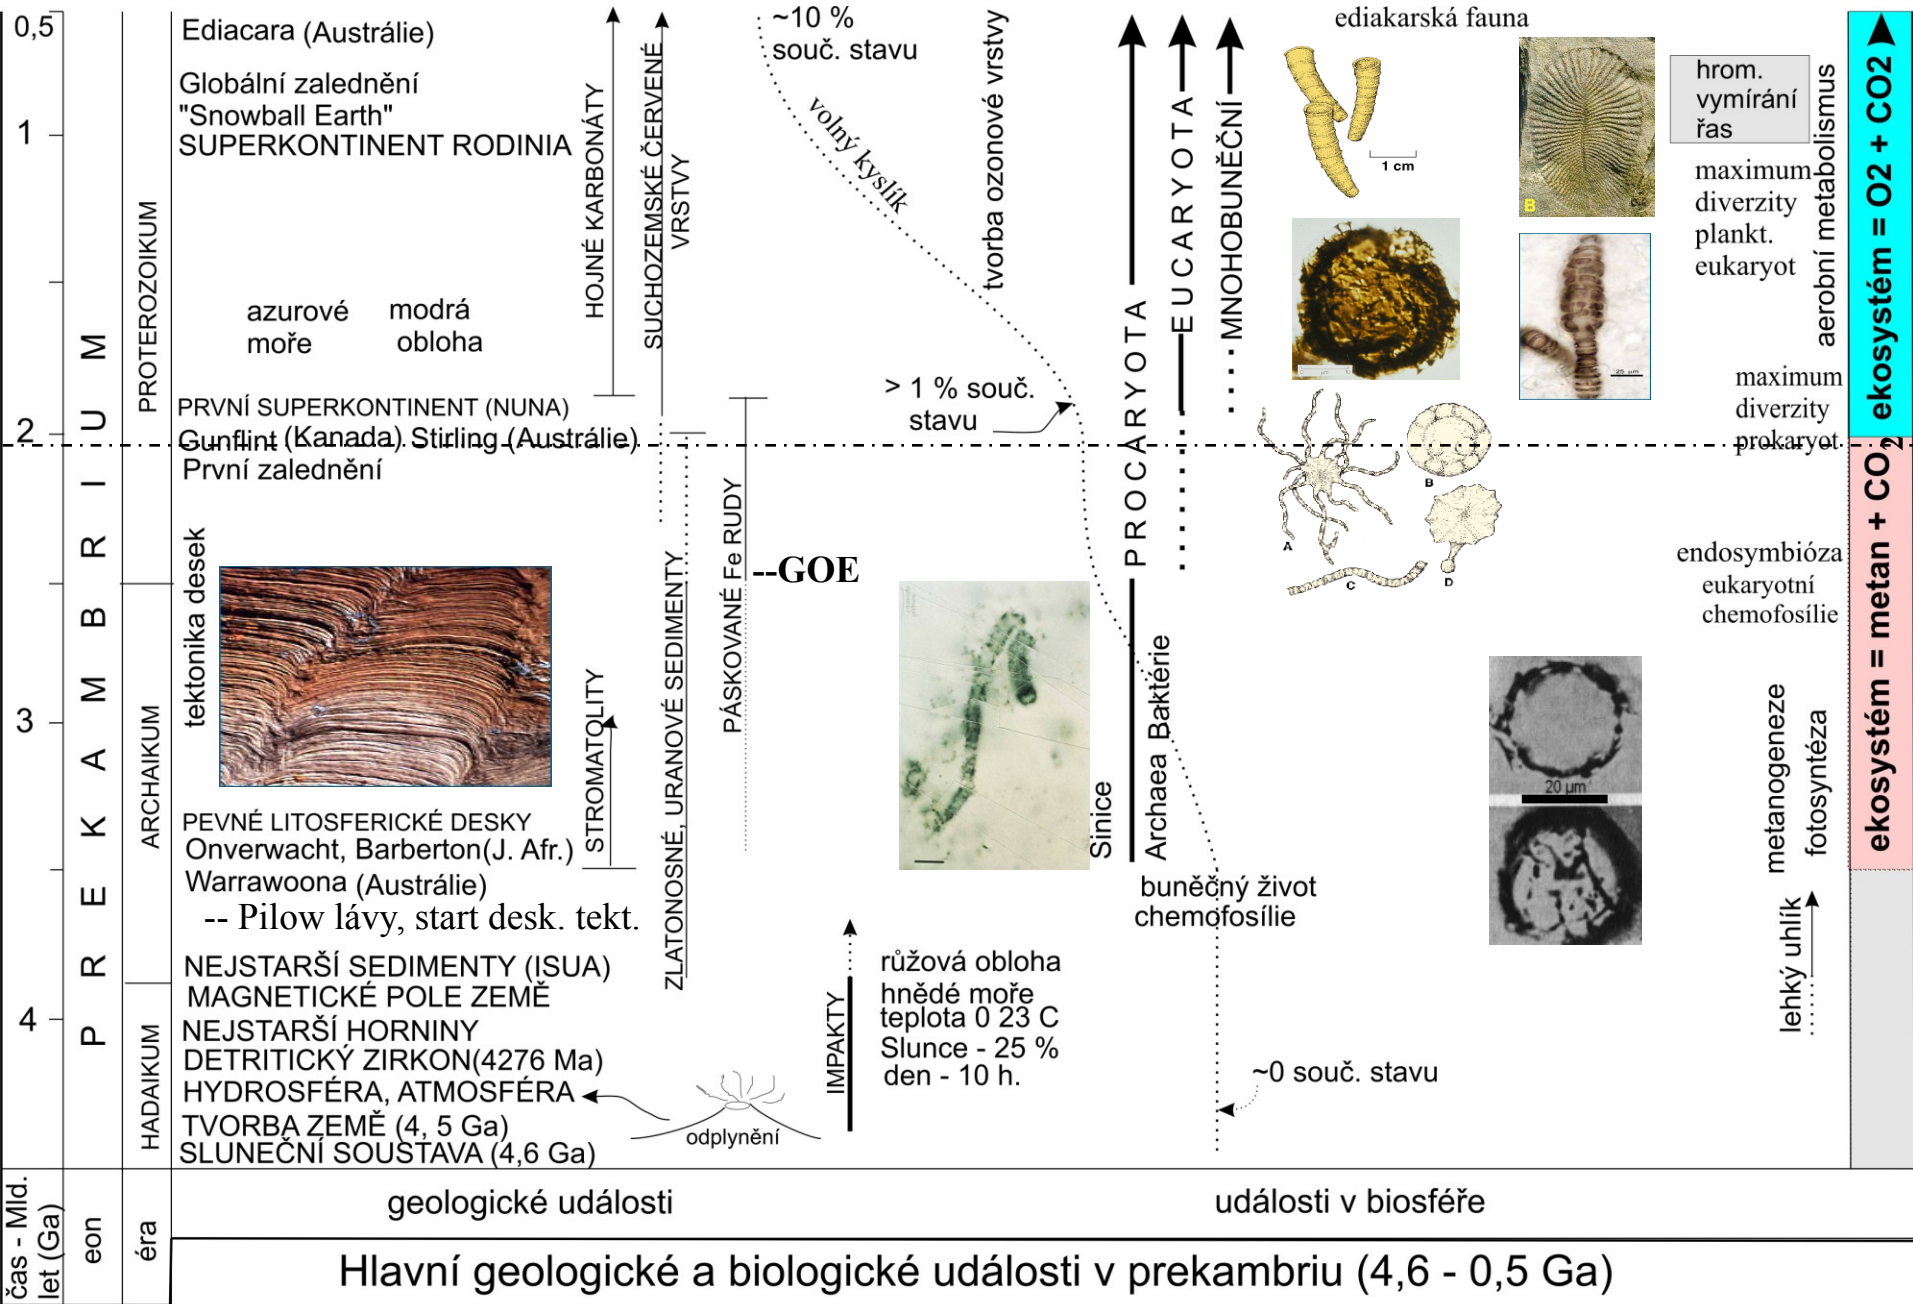 0,5
1
2
3
4
PREKAMBRIUM
PROTEROZOIKUM
ARCHAIKUM
HADAIKUM
Ediacara (Austrálie)
Globální zalednění
"Snowball Earth"
SUPERKONTINENT RODINIA
azurové
moře
modrá
obloha
PRVNÍ SUPERKONTINENT (NUNA)
Gunflint (Kanada) Stirling (Austrálie)
První zalednění
tektonika desek
PEVNÉ LITOSFERICKÉ DESKY
Onverwacht, Barberton(J. Afr.)
Warrawoona (Austrálie)
-- Pilow lávy, start desk. tekt.
NEJSTARŠÍ SEDIMENTY (ISUA)
MAGNETICKÉ POLE ZEMĚ
NEJSTARŠÍ HORNINY
DETRITICKÝ ZIRKON(4276 Ma)
HYDROSFÉRA, ATMOSFÉRA
TVORBA ZEMĚ (4, 5 Ga)
SLUNEČNÍ SOUSTAVA (4,6 Ga)
HOJNÉ KARBONÁTY
SUCHOZEMSKÉ ČERVENÉ
VRSTVY
STROMATOLITY
ZLATONOSNÉ, URANOVÉ SEDIMENTY
PÁSKOVANÉ Fe RUDY
--GOE
odplynění
IMPAKTY
~10 %
souč. stavu
volný kyslík
tvorba ozonové vrstvy
> 1 % souč.
stavu
růžová obloha
hnědé moře
teplota 0 23 C
Slunce - 25 %
den - 10 h.
Sinice
Archaea Baktérie
PROCARYOTA
EUCARYOTA
MNOHOBUNĚČNÍ
buněčný život
chemofosílie
~0 souč. stavu
ediakarská fauna
1 cm
B
25 µm
A
B
C
D
20 µm
hrom.
vymírání
řas
maximum
diverzity
plankt.
eukaryot
aerobní metabolismus
maximum
diverzity
prokaryot
endosymbióza
eukaryotní
chemofosílie
metanogeneze
fotosyntéza
lehký uhlík
ekosystém = O2 + CO2
ekosystém = metan + CO2
čas - Mld.
let (Ga)
eon
éra
geologické události
události v biosféře
Hlavní geologické a biologické události v prekambriu (4,6 - 0,5 Ga)